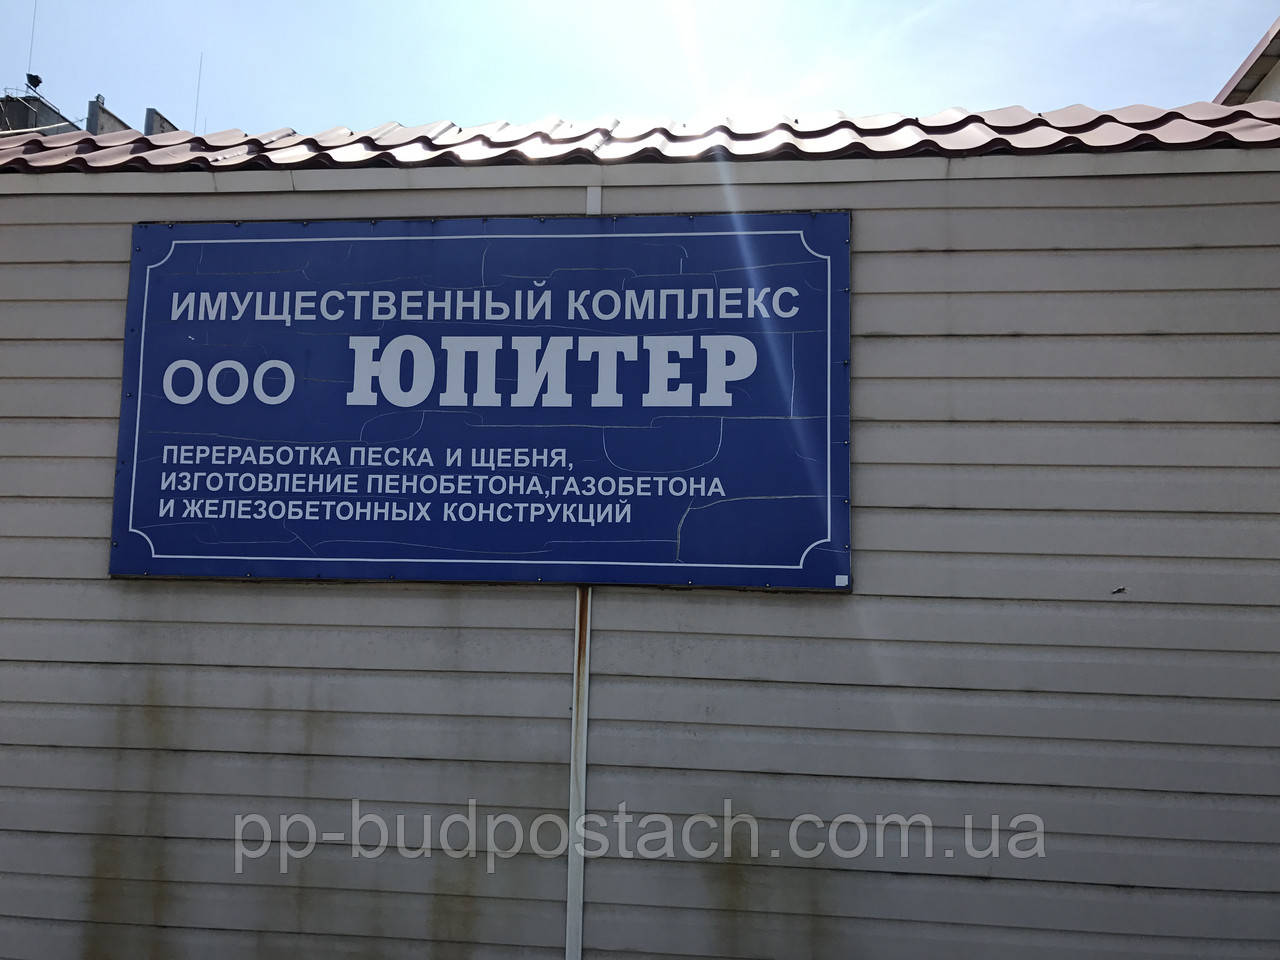 ИМУЩЕСТВЕННЫЙ КОМПЛЕКС
ООО ЮПИТЕР
ПЕРЕРАБОТКА ПЕСКА И ЩЕБНЯ,
ИЗГОТОВЛЕНИЕ ПЕНОБЕТОНА,ГАЗОБЕТОНА
И ЖЕЛЕЗОБЕТОННЫХ КОНСТРУКЦИЙ
pp-budpostach.com.ua